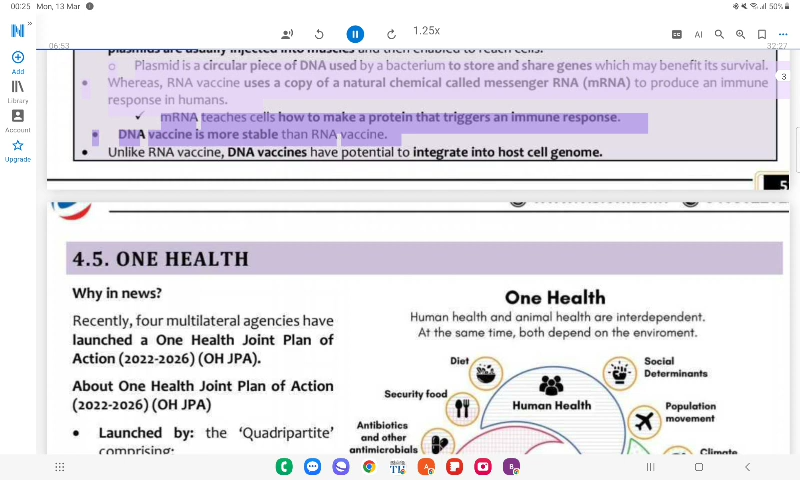 00:25 Mon, 13 Mar
50%
1.25x
AI
06:53
32:27
Add
Library
Account
Upgrade
3
plasmids are usually injected into muscles and then enabled to reach cells.
o Plasmid is a circular piece of DNA used by a bacterium to store and share genes which may benefit its survival.
• Whereas, RNA vaccine uses a copy of a natural chemical called messenger RNA (mRNA) to produce an immune
response in humans.
✓ mRNA teaches cells how to make a protein that triggers an immune response.
• DNA vaccine is more stable than RNA vaccine.
• Unlike RNA vaccine, DNA vaccines have potential to integrate into host cell genome.
5
4.5. ONE HEALTH
Why in news?
Recently, four multilateral agencies have
launched a One Health Joint Plan of
Action (2022-2026) (OH JPA).
About One Health Joint Plan of Action
(2022-2026) (OH JPA)
• Launched by: the ‘Quadripartite’
comprising:
One Health
Human health and animal health are interdependent.
At the same time, both depend on the enviroment.
Diet
Social
Determinants
Security food
Human Health
Population
movement
Antibiotics
and other
antimicrobials
Climate